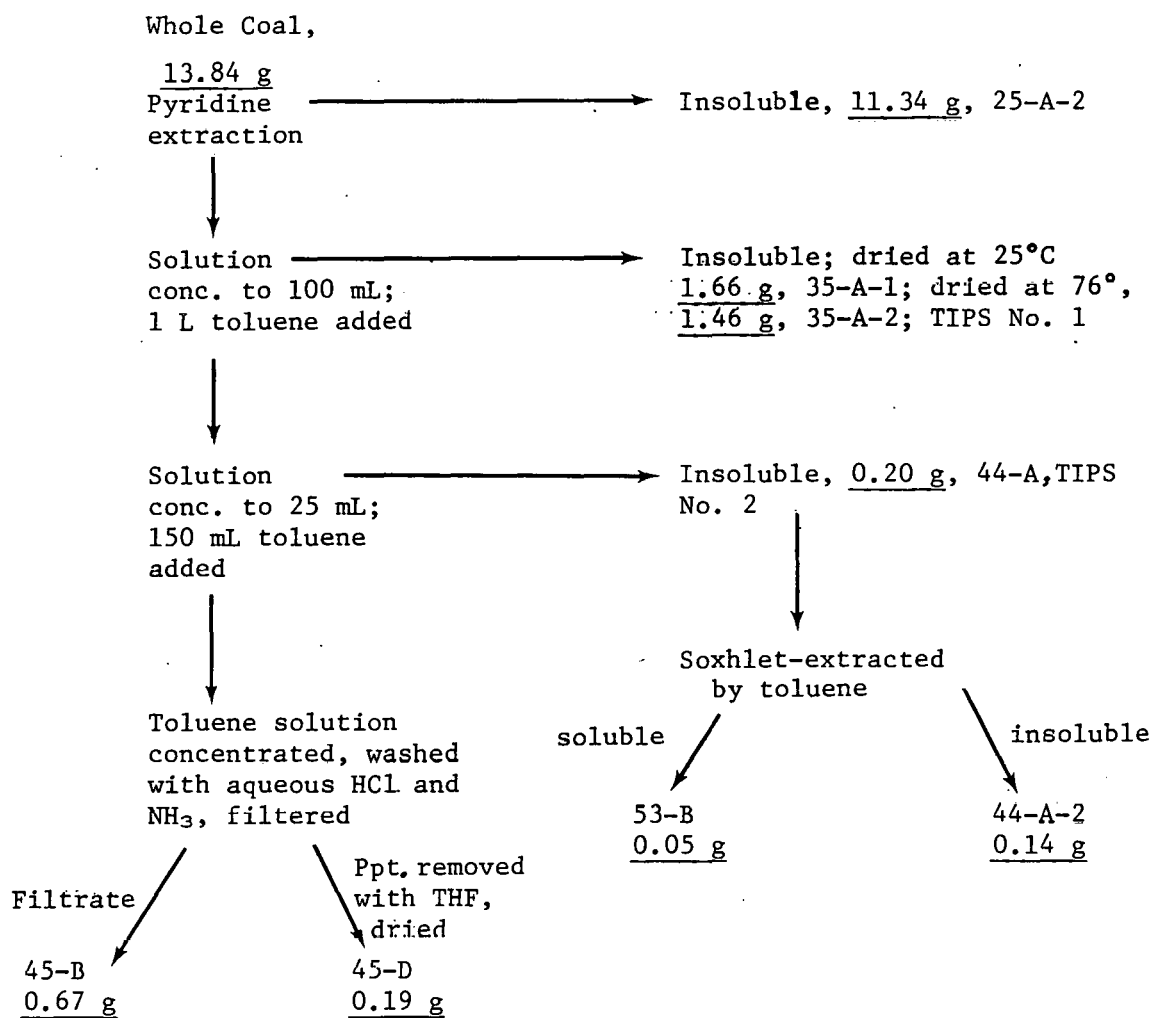 Whole Coal,
13.84 g
Pyridine
extraction
Insoluble, 11.34 g, 25-A-2
Solution
conc. to 100 mL;
1 L toluene added
Insoluble; dried at 25°C
1.66 g, 35-A-1; dried at 76°,
1.46 g, 35-A-2; TIPS No. 1
Solution
conc. to 25 mL;
150 mL toluene
added
Insoluble, 0.20 g, 44-A,TIPS
No. 2
Soxhlet-extracted
by toluene
soluble
insoluble
53-B
0.05 g
44-A-2
0.14 g
Toluene solution
concentrated, washed
with aqueous HCl and
NH3, filtered
Filtrate
Ppt. removed
with THF,
dried
45-B
0.67 g
45-D
0.19 g